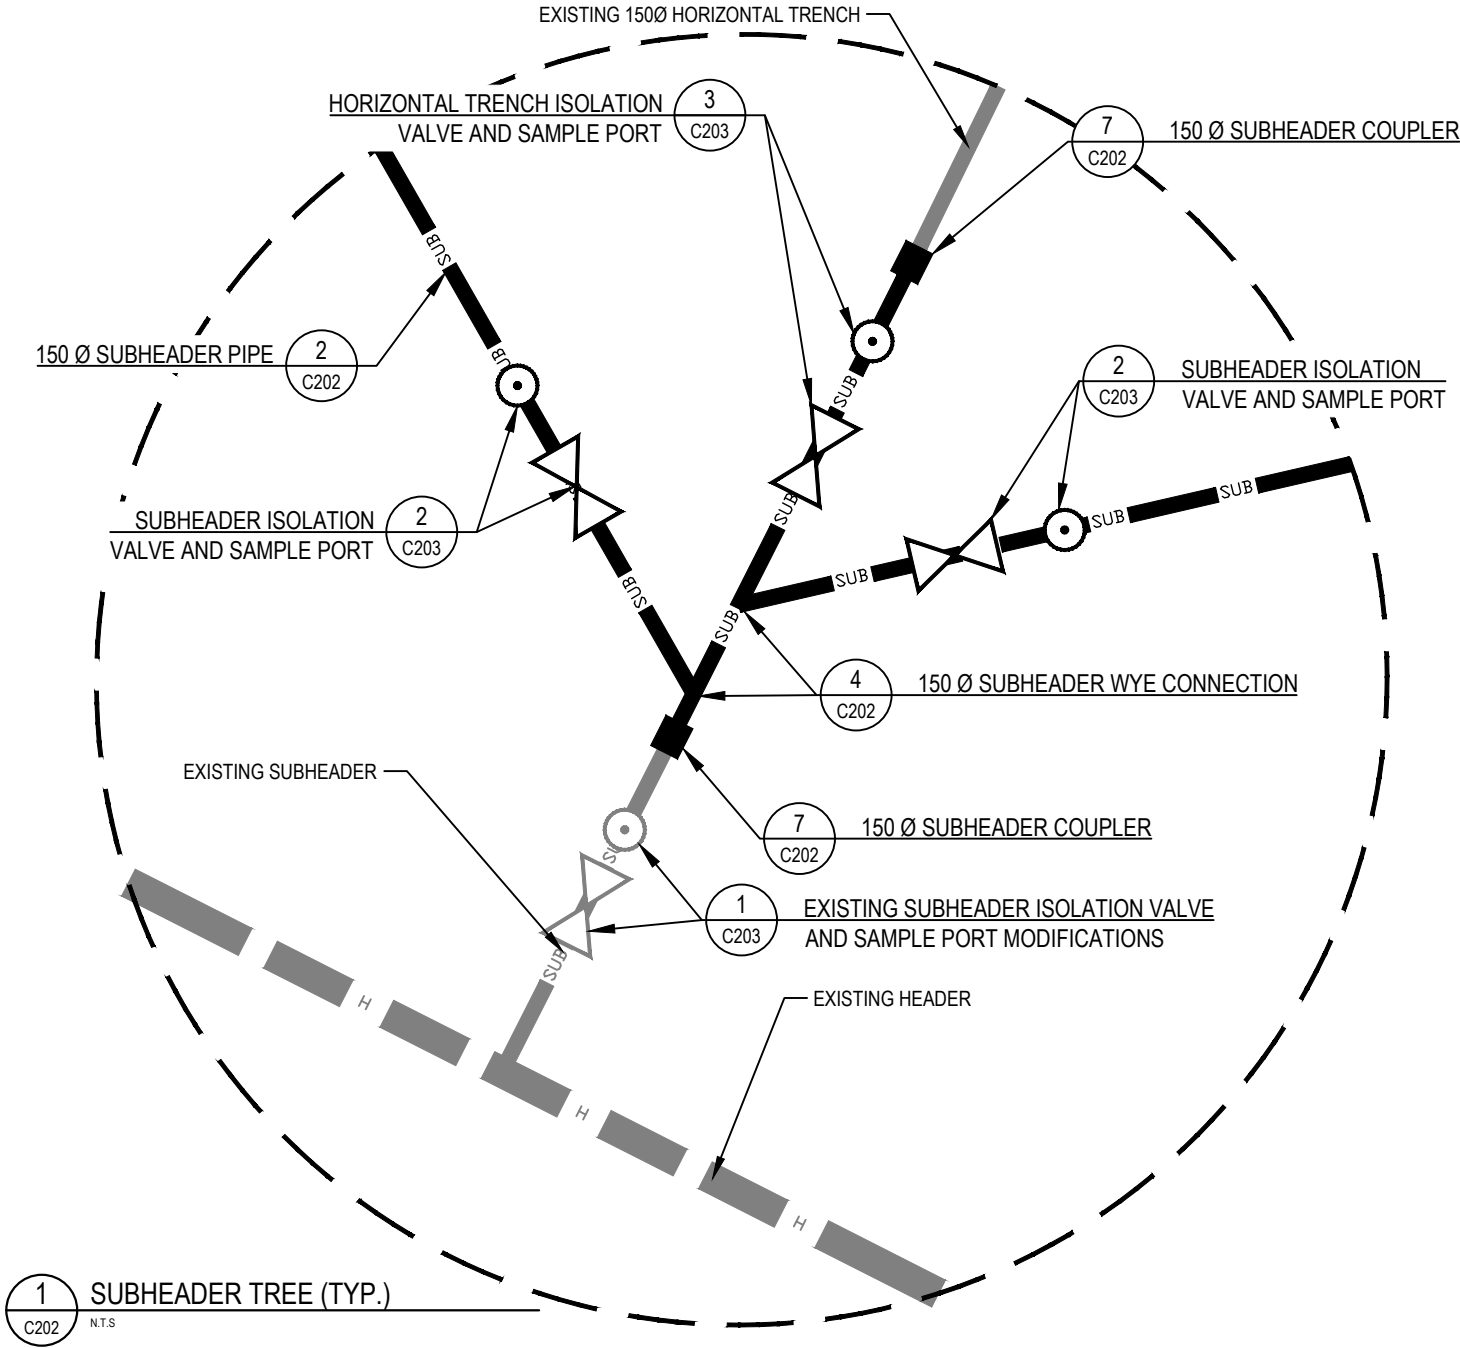 EXISTING 150Ø HORIZONTAL TRENCH
HORIZONTAL TRENCH ISOLATION
VALVE AND SAMPLE PORT
3
C203
7
C202
150 Ø SUBHEADER COUPLER
SUB
150 Ø SUBHEADER PIPE
2
C202
SUB
SUB
2
C203
SUBHEADER ISOLATION
VALVE AND SAMPLE PORT
SUB
SUB
SUB
SUBHEADER ISOLATION
VALVE AND SAMPLE PORT
2
C203
SUB
SUB
SUB
4
C202
150 Ø SUBHEADER WYE CONNECTION
EXISTING SUBHEADER
7
C202
150 Ø SUBHEADER COUPLER
SUB
1
C203
EXISTING SUBHEADER ISOLATION VALVE
AND SAMPLE PORT MODIFICATIONS
H
EXISTING HEADER
H
H
1
C202
SUBHEADER TREE (TYP.)
N.T.S